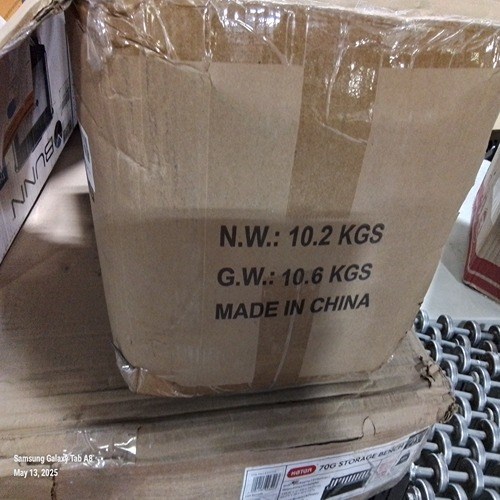 BUNN
N.W.: 10.2 KGS
G.W.: 10.6 KGS
MADE IN CHINA
70G STORAGE BENCH
Samsung Galaxy Tab A8
May 13, 2025